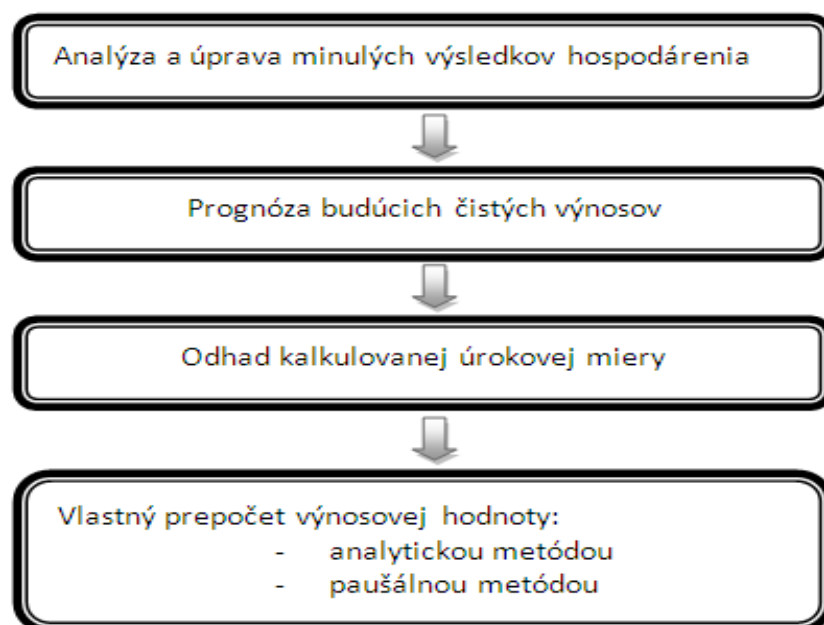 Analýza a úprava minulých výsledkov hospodárenia
Prognóza budúcich čistých výnosov
Odhad kalkulovanej úrokovej miery
Vlastný prepočet výnosovej hodnoty:
- analytickou metódou
- paušálnou metódou